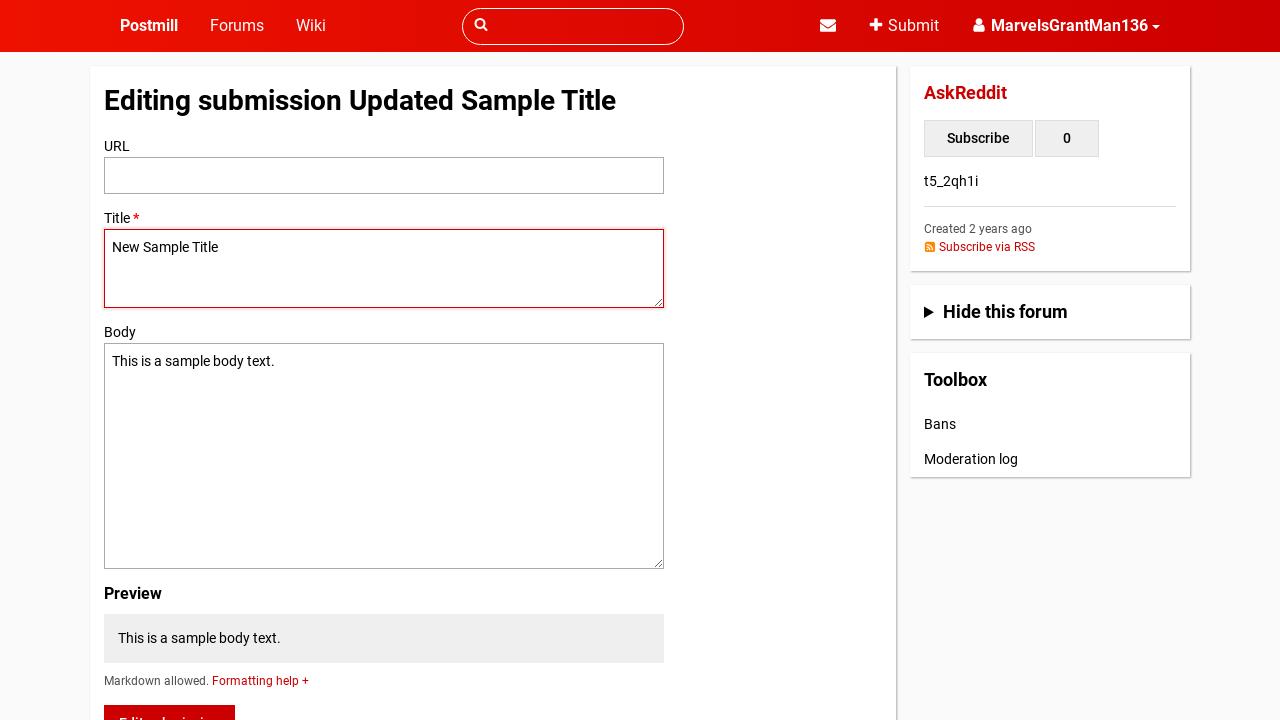 Postmill Forums Wiki Submit MarvelsGrantMan136
Editing submission Updated Sample Title
URL
Title *
New Sample Title
Body
This is a sample body text.
Preview
This is a sample body text.
Markdown allowed. Formatting help +
Edit submission
AskReddit
Subscribe 0
t5_2qh1i
Created 2 years ago
Subscribe via RSS
Hide this forum
Toolbox
Bans
Moderation log